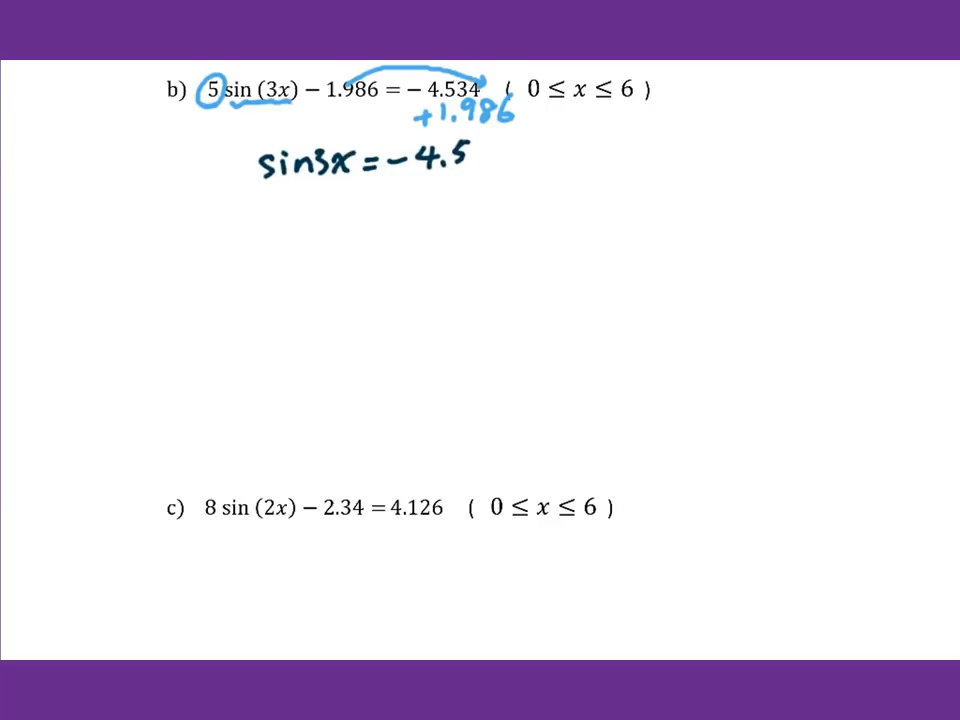 b) 5 sin (3x) − 1.986 = − 4.534 ( 0 ≤ x ≤ 6 )
+1.986
sin3x = − 4.5
c) 8 sin (2x) − 2.34 = 4.126 ( 0 ≤ x ≤ 6 )